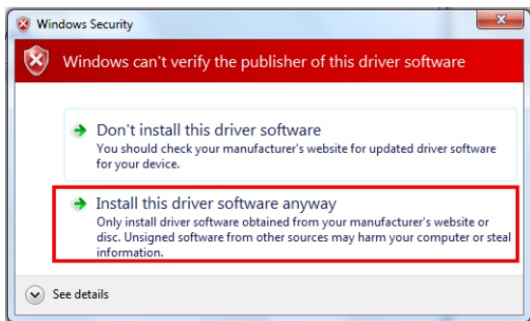 Windows Security
Windows can't verify the publisher of this driver software
Don't install this driver software
You should check your manufacturer's website for updated driver software
for your device.
Install this driver software anyway
Only install driver software obtained from your manufacturer's website or
disc. Unsigned software from other sources may harm your computer or steal
information.
See details